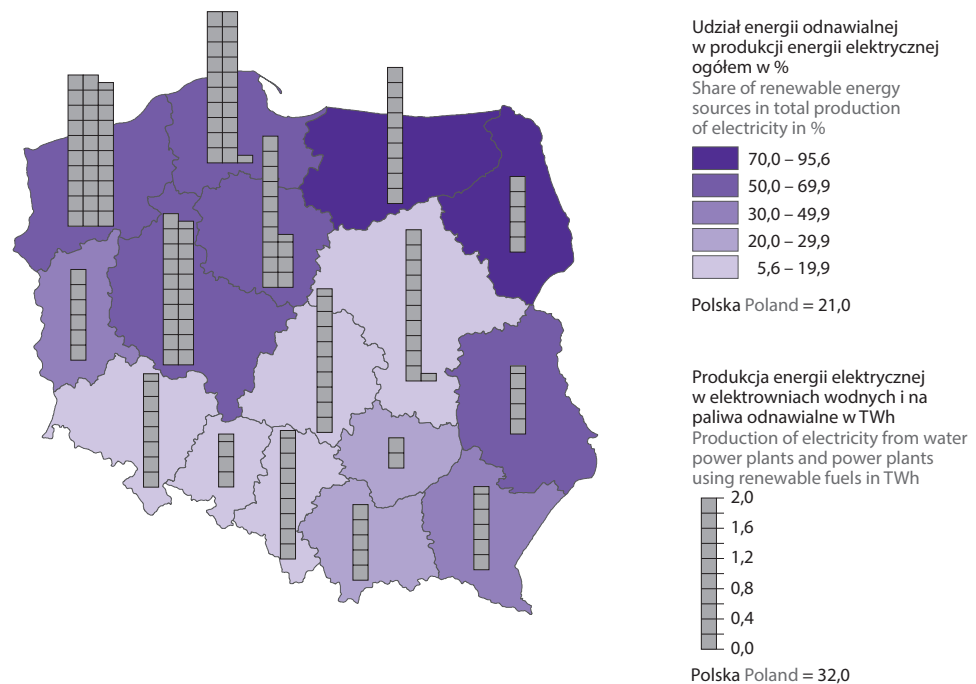 Udział energii odnawialnej
w produkcji energii elektrycznej
ogółem w %
Share of renewable energy
sources in total production
of electricity in %
70,0 – 95,6
50,0 – 69,9
30,0 – 49,9
20,0 – 29,9
5,6 – 19,9
Polska Poland = 21,0
Produkcja energii elektrycznej
w elektrowniach wodnych i na
paliwa odnawialne w TWh
Production of electricity from water
power plants and power plants
using renewable fuels in TWh
2,0
1,6
1,2
0,8
0,4
0,0
Polska Poland = 32,0